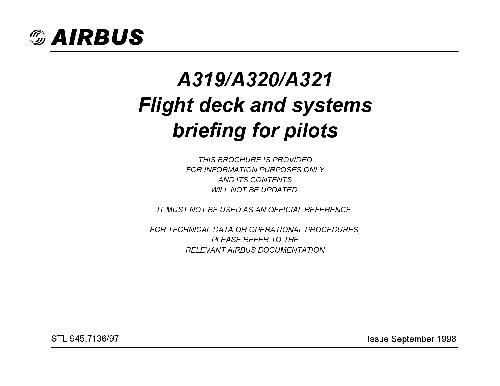 AIRBUS
A319/A320/A321
Flight deck and systems
briefing for pilots
THIS BROCHURE IS PROVIDED
FOR INFORMATION PURPOSES ONLY
AND ITS CONTENTS
WILL NOT BE UPDATED
IT MUST NOT BE USED AS AN OFFICIAL REFERENCE
FOR TECHNICAL DATA OR OPERATIONAL PROCEDURES,
PLEASE REFER TO THE
RELEVANT AIRBUS DOCUMENTATION
STL 945.7136/97
Issue September 1998